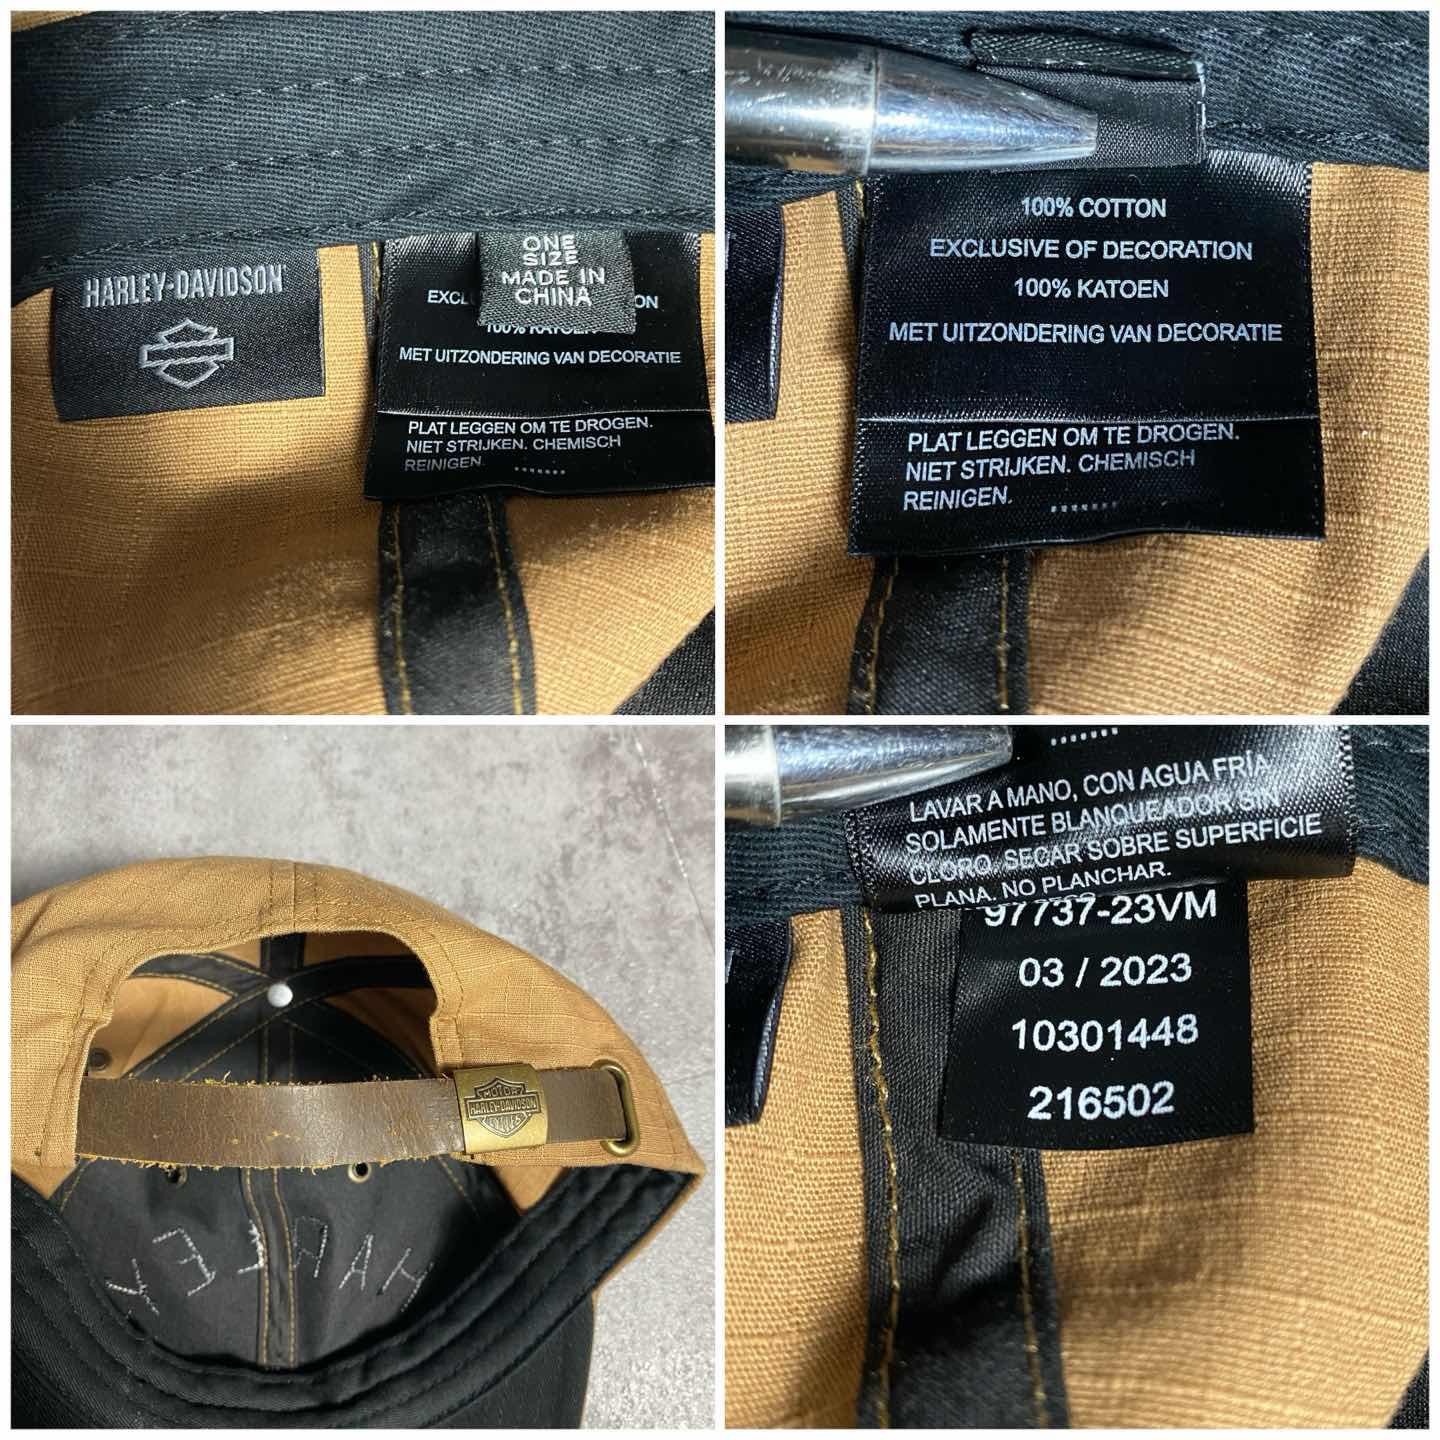 HARLEY-DAVIDSON
ONE
SIZE
MADE IN
CHINA
EXCL
ON
100% KATOEN
MET UITZONDERING VAN DECORATIE
PLAT LEGGEN OM TE DROGEN.
NIET STRIJKEN. CHEMISCH
REINIGEN.
100% COTTON
EXCLUSIVE OF DECORATION
100% KATOEN
MET UITZONDERING VAN DECORATIE
PLAT LEGGEN OM TE DROGEN.
NIET STRIJKEN. CHEMISCH
REINIGEN.
MOTOR
HARLEY-DAVIDSON
CYCLES
HARLEY
LAVAR A MANO, CON AGUA FRÍA
SOLAMENTE BLANQUEADOR SIN
CLORO. SECAR SOBRE SUPERFICIE
PLANA. NO PLANCHAR.
97737-23VM
03 / 2023
10301448
216502